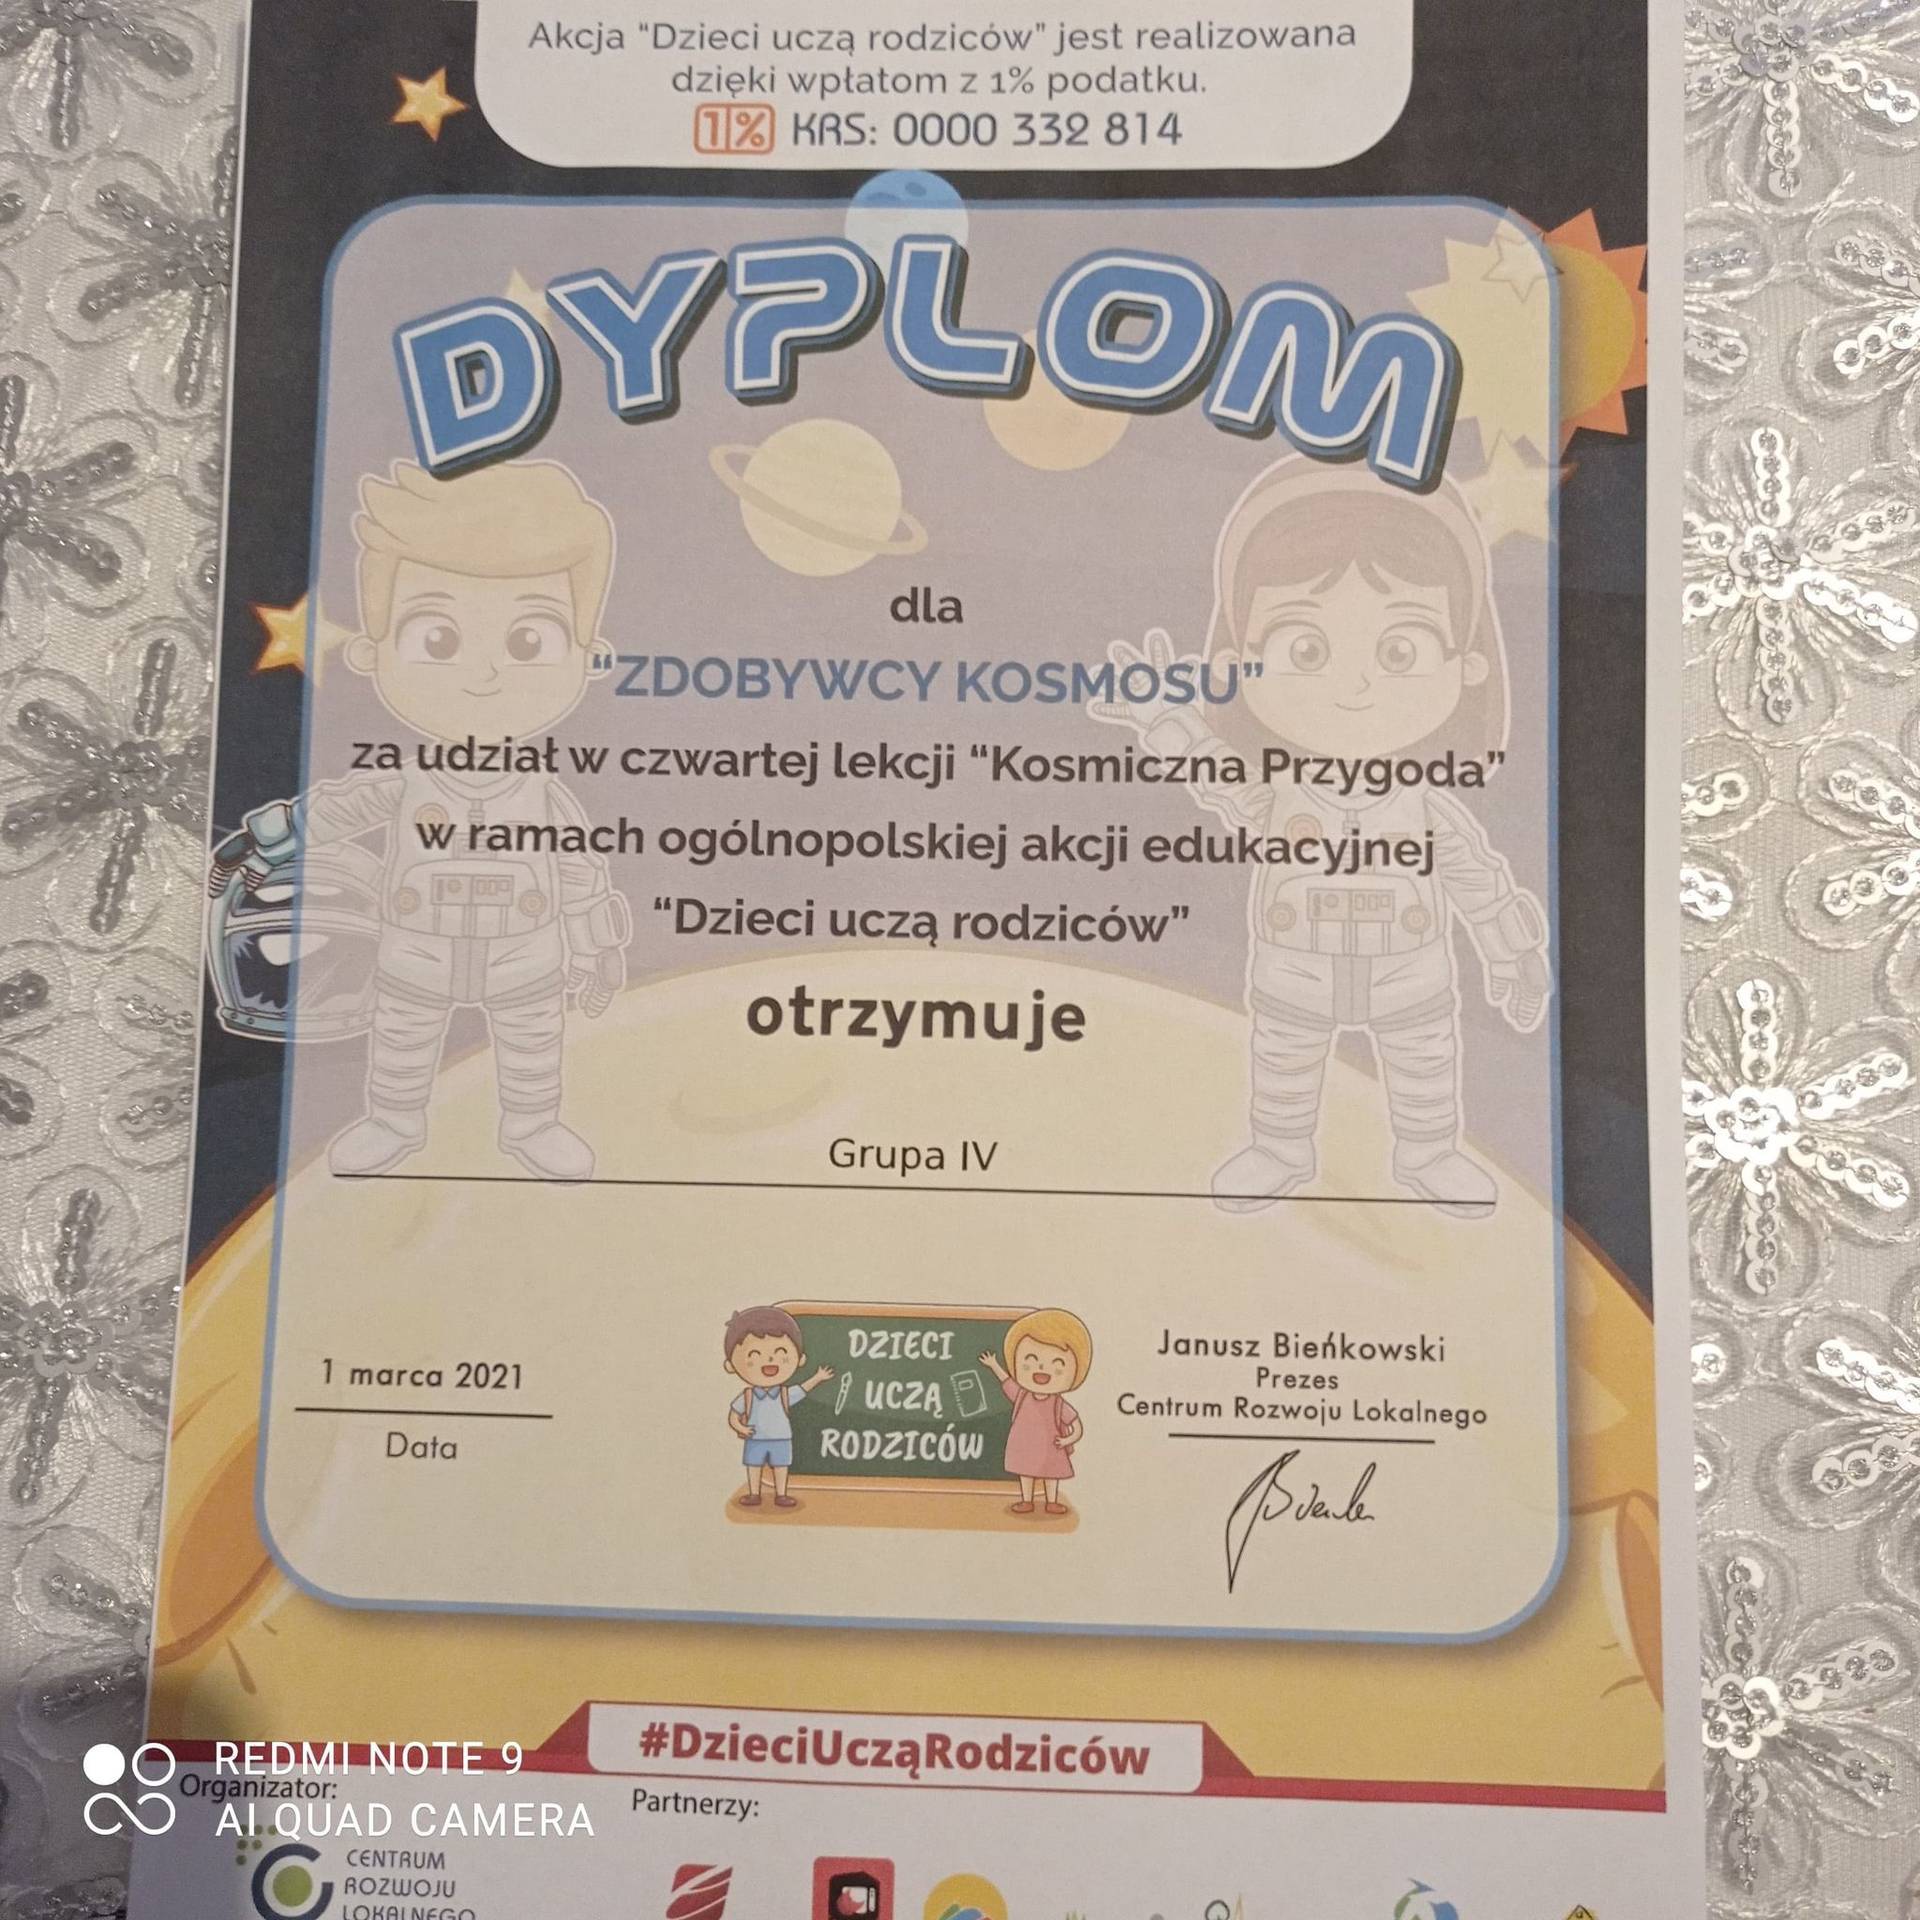 Akcja “Dzieci uczą rodziców” jest realizowana
dzięki wpłatom z 1% podatku.
1% KRS: 0000 332 814
DYPLOM
dla
“ZDOBYWCY KOSMOSU”
za udział w czwartej lekcji “Kosmiczna Przygoda”
w ramach ogólnopolskiej akcji edukacyjnej
“Dzieci uczą rodziców”
otrzymuje
Grupa IV
1 marca 2021
Data
DZIECI
UCZĄ
RODZICÓW
Janusz Bieńkowski
Prezes
Centrum Rozwoju Lokalnego
#DzieciUcząRodziców
Organizator:
Partnerzy:
CENTRUM
ROZWOJU
LOKALNEGO
REDMI NOTE 9
AI QUAD CAMERA